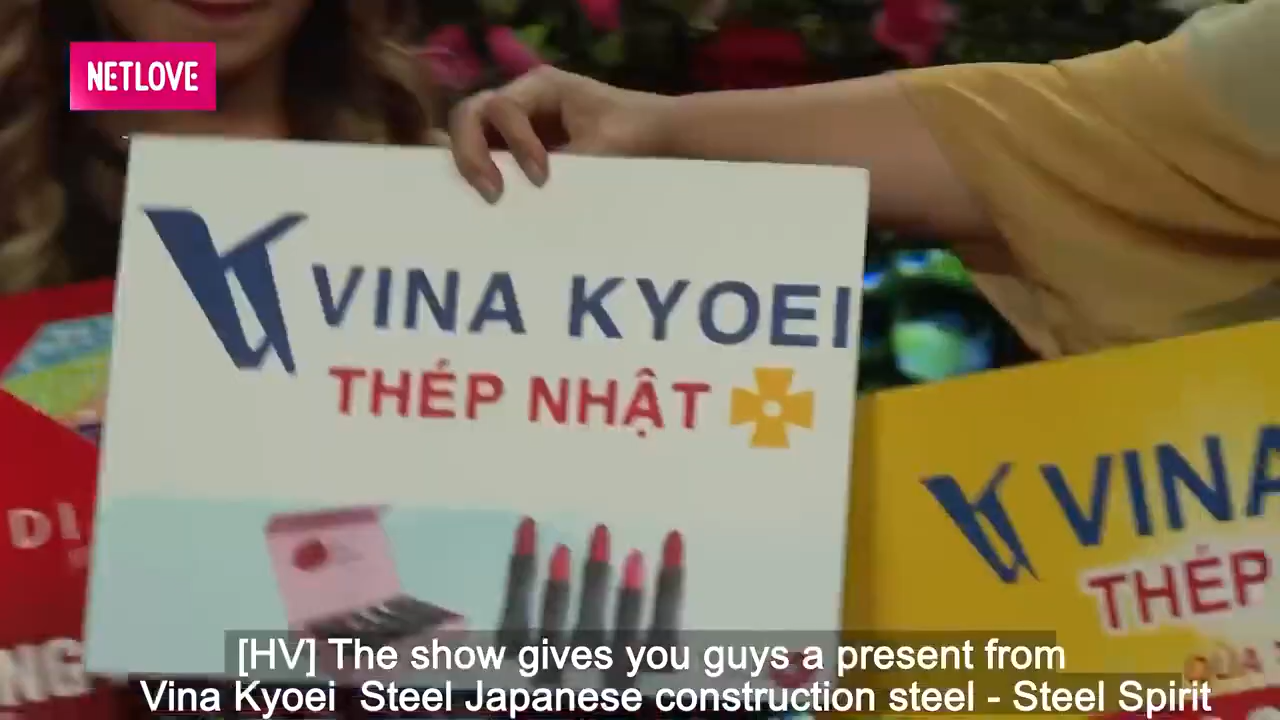 NETLOVE
VINA KYOEI
THÉP NHẬT
VINA
THÉP
[HV] The show gives you guys a present from
Vina Kyoei Steel Japanese construction steel - Steel Spirit